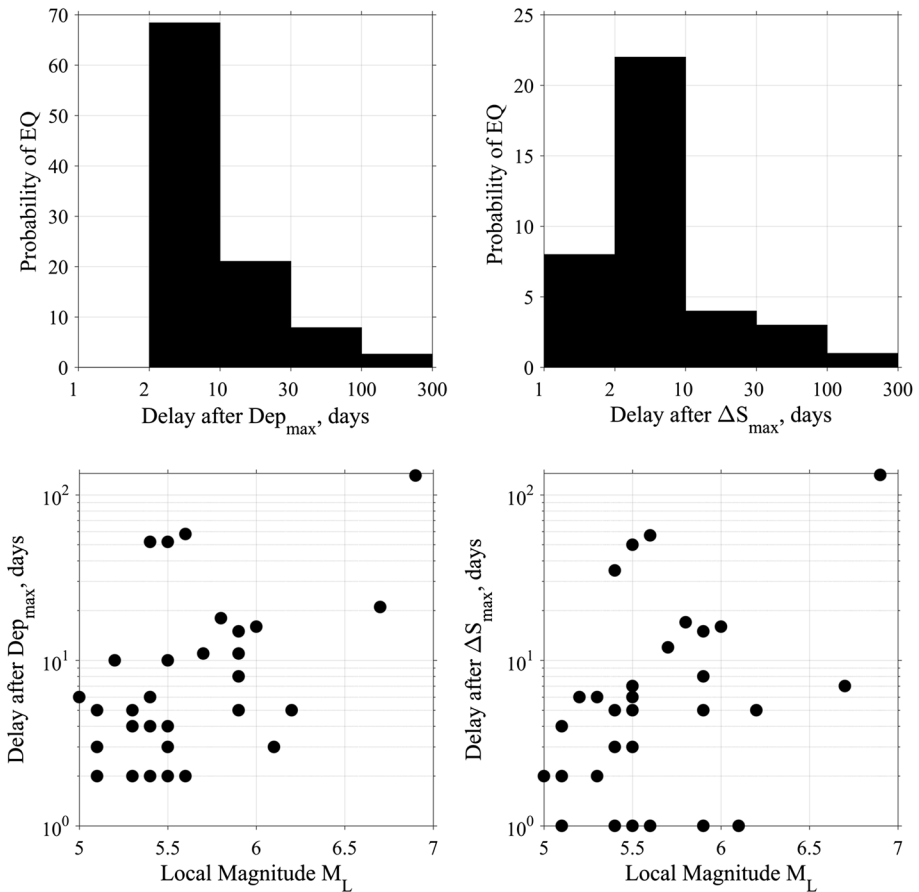 70
60
50
40
30
20
10
0
Probability of EQ
1 2 10 30 100 300
Delay after Dep_max, days
25
20
15
10
5
0
Probability of EQ
1 2 10 30 100 300
Delay after ΔS_max, days
10^2
10^1
10^0
Delay after Dep_max, days
5 5.5 6 6.5 7
Local Magnitude M_L
10^2
10^1
10^0
Delay after ΔS_max, days
5 5.5 6 6.5 7
Local Magnitude M_L